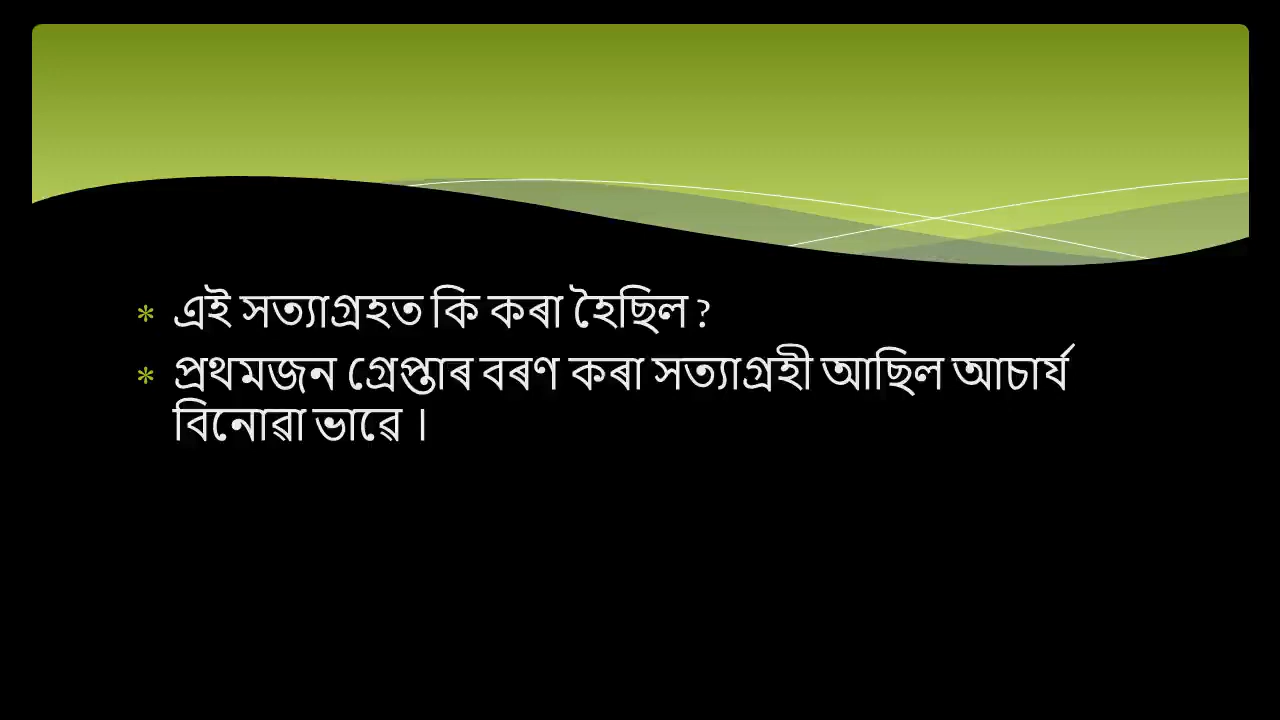 * এই সত্যাগ্ৰহত কি কৰা হৈছিল ?
* প্ৰথমজন গ্ৰেপ্তাৰ বৰণ কৰা সত্যাগ্ৰহী আছিল আচাৰ্য
বিনোৱা ভাৱে ।